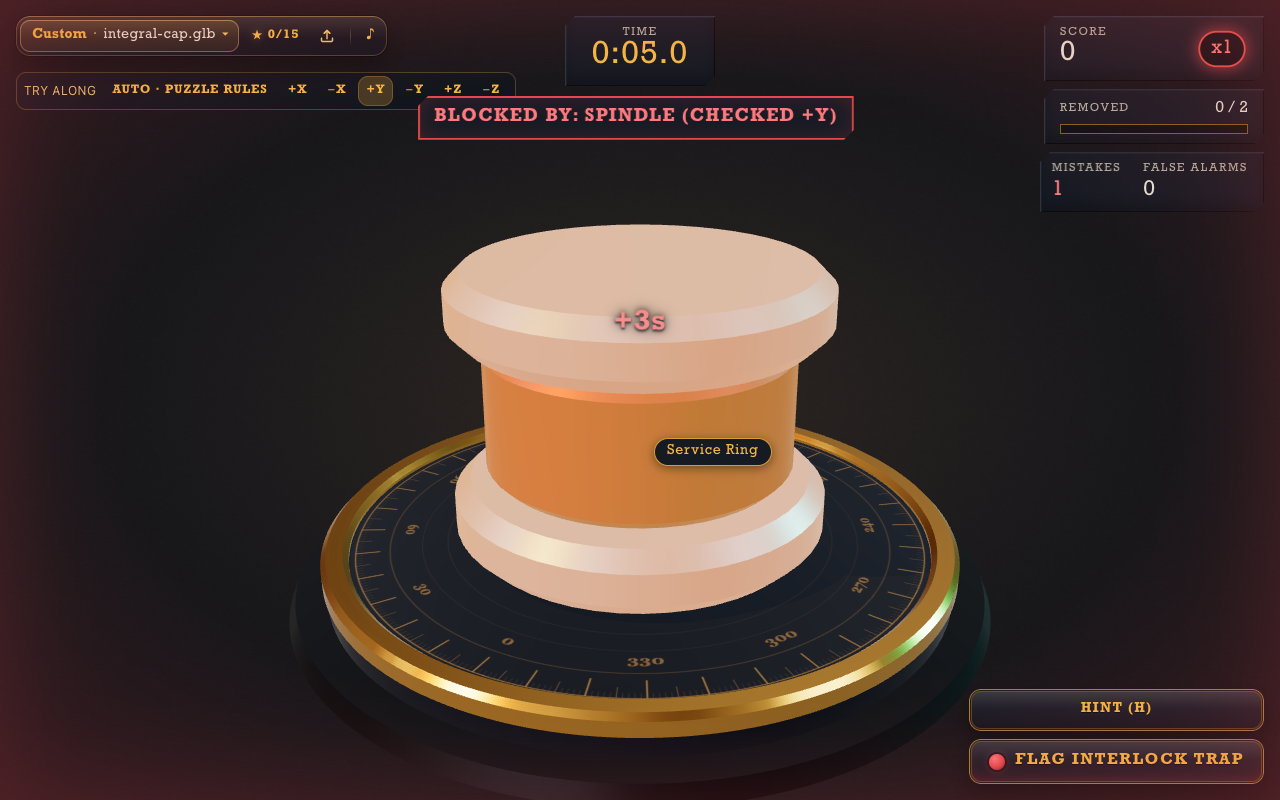 Custom · integral-cap.glb
★ 0/15
TRY ALONG AUTO · PUZZLE RULES +X −X +Y −Y +Z −Z
TIME
0:05.0
BLOCKED BY: SPINDLE (CHECKED +Y)
SCORE
0
x1
REMOVED 0 / 2
MISTAKES FALSE ALARMS
1 0
+3s
Service Ring
60
30
0
330
300
270
240
HINT (H)
FLAG INTERLOCK TRAP